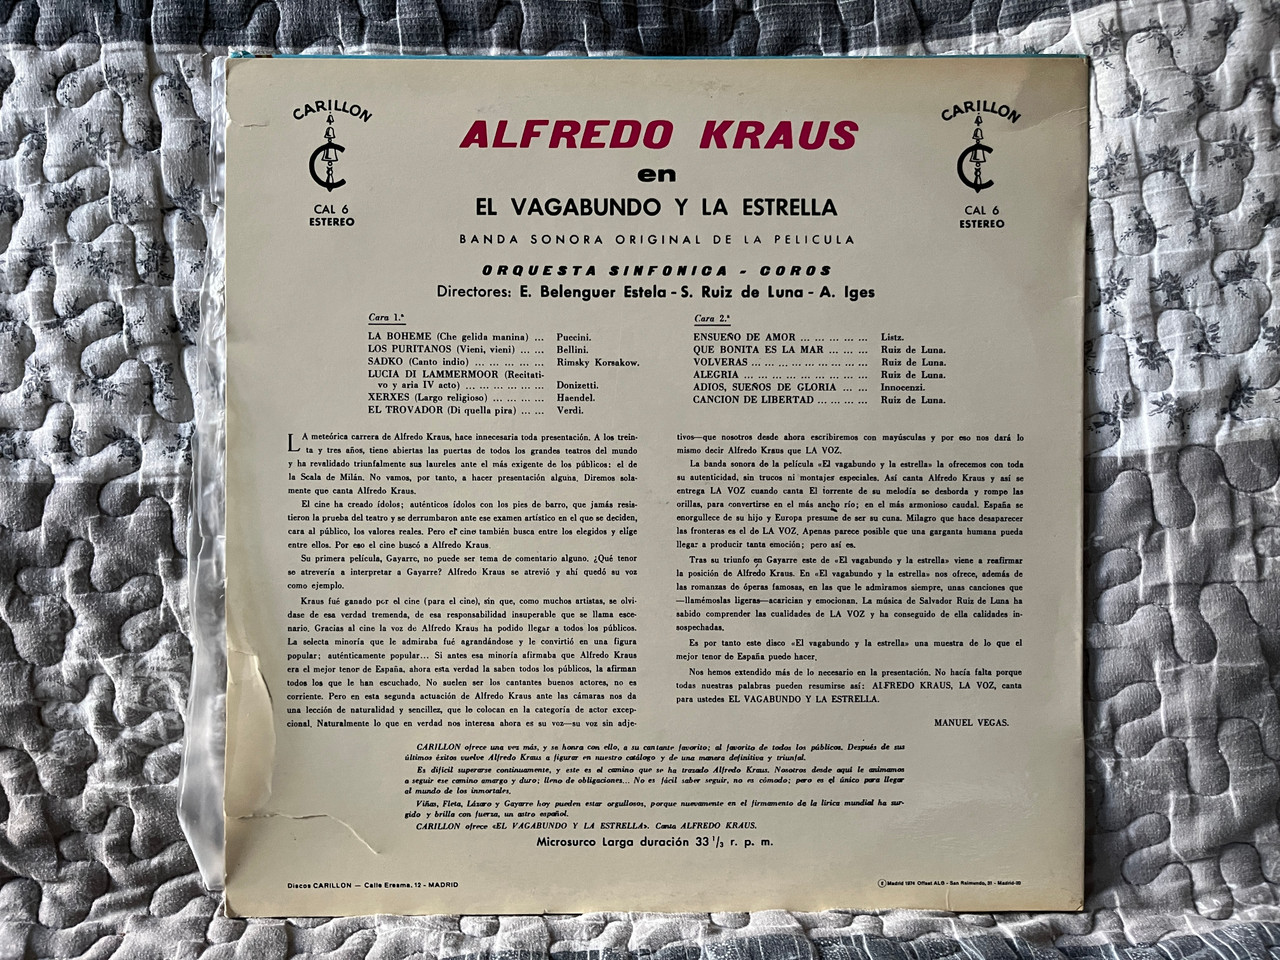 CARILLON
C
CAL 6
ESTEREO
CARILLON
C
CAL 6
ESTEREO
ALFREDO KRAUS
en
EL VAGABUNDO Y LA ESTRELLA
BANDA SONORA ORIGINAL DE LA PELICULA
ORQUESTA SINFONICA - COROS
Directores: E. Belenguer Estela - S. Ruiz de Luna - A. Iges
Cara 1.ª
LA BOHEME (Che gelida manina) ... Puccini.
LOS PURITANOS (Vieni, vieni) ... ... Bellini.
SADKO (Canto indio) ... ... ... ... ... Rimsky Korsakow.
LUCIA DI LAMMERMOOR (Recitati-
vo y aria IV acto) ... ... ... ... ... Donizetti.
XERXES (Largo religioso) ... ... ... Haendel.
EL TROVADOR (Di quella pira) ... ... Verdi.
Cara 2.ª
ENSUEÑO DE AMOR ... ... ... ... Listz.
QUE BONITA ES LA MAR ... ... ... Ruiz de Luna.
VOLVERAS ... ... ... ... ... ... ... Ruiz de Luna.
ALEGRIA ... ... ... ... ... ... ... Ruiz de Luna.
ADIOS, SUEÑOS DE GLORIA ... ... Innocenzi.
CANCION DE LIBERTAD ... ... ... Ruiz de Luna.
LA meteórica carrera de Alfredo Kraus, hace innecesaria toda presentación. A los trein-
ta y tres años, tiene abiertas las puertas de todos los grandes teatros del mundo
y ha revalidado triunfalmente sus laureles ante el más exigente de los públicos: el de
la Scala de Milán. No vamos, por tanto, a hacer presentación alguna. Diremos sola-
mente que canta Alfredo Kraus.
El cine ha creado ídolos; auténticos ídolos con los pies de barro, que jamás resis-
tieron la prueba del teatro y se derrumbaron ante ese examen artístico en el que se deciden,
cara al público, los valores reales. Pero el cine también busca entre los elegidos y elige
entre ellos. Por eso el cine buscó a Alfredo Kraus.
Su primera película, Gayarre, no puede ser tema de comentario alguno. ¿Qué tenor
se atrevería a interpretar a Gayarre? Alfredo Kraus se atrevió y ahí quedó su voz
como ejemplo.
Kraus fué ganado por el cine (para el cine), sin que, como muchos artistas, se olvi-
dase de esa verdad tremenda, de esa responsabilidad insuperable que se llama esce-
nario. Gracias al cine la voz de Alfredo Kraus ha podido llegar a todos los públicos.
La selecta minoría que le admiraba fué agrandándose y le convirtió en una figura
popular; auténticamente popular... Si antes esa minoría afirmaba que Alfredo Kraus
era el mejor tenor de España, ahora esta verdad la saben todos los públicos, la afirman
todos los que le han escuchado. No suelen ser los cantantes buenos actores, no es
corriente. Pero en esta segunda actuación de Alfredo Kraus ante las cámaras nos da
una lección de naturalidad y sencillez, que le colocan en la categoría de actor excep-
cional. Naturalmente lo que en verdad nos interesa ahora es su voz—su voz sin adje-
tivos—que nosotros desde ahora escribiremos con mayúsculas y por eso nos dará lo
mismo decir Alfredo Kraus que LA VOZ.
La banda sonora de la película «El vagabundo y la estrella» la ofrecemos con toda
su autenticidad, sin trucos ni montajes especiales. Así canta Alfredo Kraus y así se
entrega LA VOZ cuando canta El torrente de su melodía se desborda y rompe las
orillas, para convertirse en el más ancho río; en el más armonioso caudal. España se
enorgullece de su hijo y Europa presume de ser su cuna. Milagro que hace desaparecer
las fronteras es el de LA VOZ. Apenas parece posible que una garganta humana pueda
llegar a producir tanta emoción; pero así es.
Tras su triunfo en Gayarre este de «El vagabundo y la estrella» viene a reafirmar
la posición de Alfredo Kraus. En «El vagabundo y la estrella» nos ofrece, además de
las romanzas de óperas famosas, en las que le admiramos siempre, unas canciones que
—llamémoslas ligeras—acarician y emocionan. La música de Salvador Ruiz de Luna ha
sabido comprender las cualidades de LA VOZ y ha conseguido de ella calidades in-
sospechadas.
Es por tanto este disco «El vagabundo y la estrella» una muestra de lo que el
mejor tenor de España puede hacer.
Nos hemos extendido más de lo necesario en la presentación. No hacía falta porque
todas nuestras palabras pueden resumirse así: ALFREDO KRAUS, LA VOZ, canta
para ustedes EL VAGABUNDO Y LA ESTRELLA.
MANUEL VEGAS.
CARILLON ofrece una vez más, y se honra con ello, a su cantante favorito; al favorito de todos los públicos. Después de sus
últimos éxitos vuelve Alfredo Kraus a figurar en nuestro catálogo y de una manera definitiva y triunfal.
Es difícil superarse continuamente, y este es el camino que se ha trazado Alfredo Kraus. Nosotros desde aquí le animamos
a seguir ese camino amargo y duro; lleno de obligaciones... No es fácil saber seguir, no es cómodo; pero es el único para llegar
al mundo de los inmortales.
Viñas, Fleta, Lázaro y Gayarre hoy pueden estar orgullosos, porque nuevamente en el firmamento de la lírica mundial ha sur-
gido y brilla con fuerza, un astro español.
CARILLON ofrece «EL VAGABUNDO Y LA ESTRELLA». Canta ALFREDO KRAUS.
Microsurco Larga duración 33 1/3 r. p. m.
Discos CARILLON — Calle Eresma, 12 - MADRID
Madrid 1974 Offset ALG - San Raimundo, 21 - Madrid-20